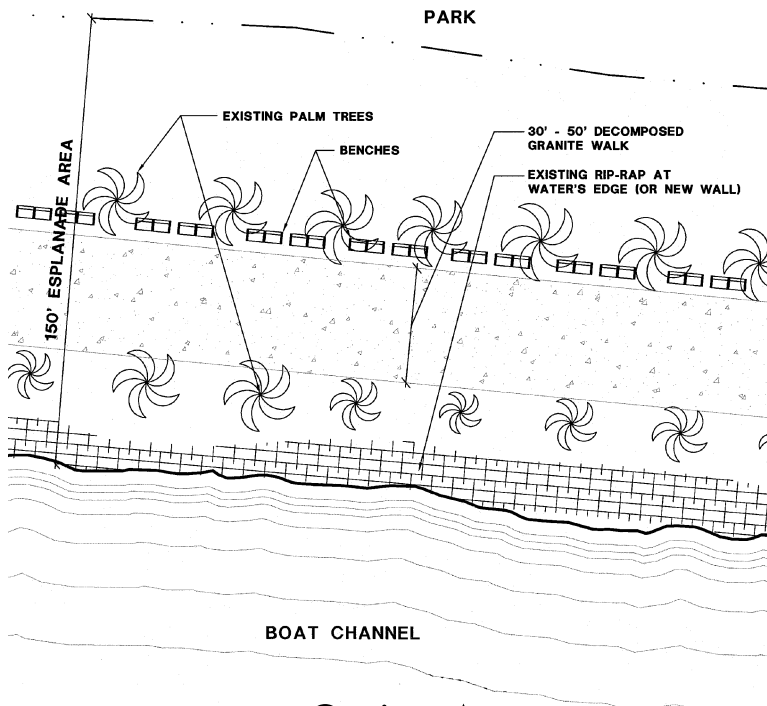 PARK
EXISTING PALM TREES
BENCHES
30' - 50' DECOMPOSED
GRANITE WALK
EXISTING RIP-RAP AT
WATER'S EDGE (OR NEW WALL)
150' ESPLANADE AREA
BOAT CHANNEL